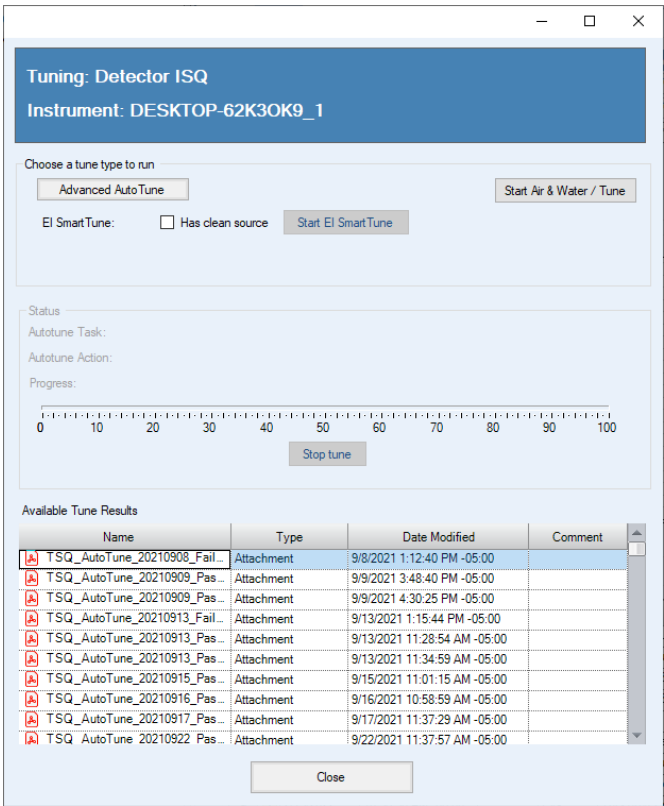 Tuning: Detector ISQ
Instrument: DESKTOP-62K3OK9_1
Choose a tune type to run
Advanced AutoTune Start Air & Water / Tune
EI SmartTune: Has clean source Start EI SmartTune
Status
Autotune Task:
Autotune Action:
Progress:
0 10 20 30 40 50 60 70 80 90 100
Stop tune
Available Tune Results
Name Type Date Modified Comment
TSQ_AutoTune_20210908_Fail... Attachment 9/8/2021 1:12:40 PM -05:00
TSQ_AutoTune_20210909_Pas... Attachment 9/9/2021 3:48:40 PM -05:00
TSQ_AutoTune_20210909_Pas... Attachment 9/9/2021 4:30:25 PM -05:00
TSQ_AutoTune_20210913_Fail... Attachment 9/13/2021 1:15:44 PM -05:00
TSQ_AutoTune_20210913_Pas... Attachment 9/13/2021 11:28:54 AM -05:00
TSQ_AutoTune_20210913_Pas... Attachment 9/13/2021 11:34:59 AM -05:00
TSQ_AutoTune_20210915_Pas... Attachment 9/15/2021 11:01:15 AM -05:00
TSQ_AutoTune_20210916_Pas... Attachment 9/16/2021 10:58:59 AM -05:00
TSQ_AutoTune_20210917_Pas... Attachment 9/17/2021 11:37:29 AM -05:00
TSQ_AutoTune_20210922_Pas... Attachment 9/22/2021 11:37:57 AM -05:00
Close